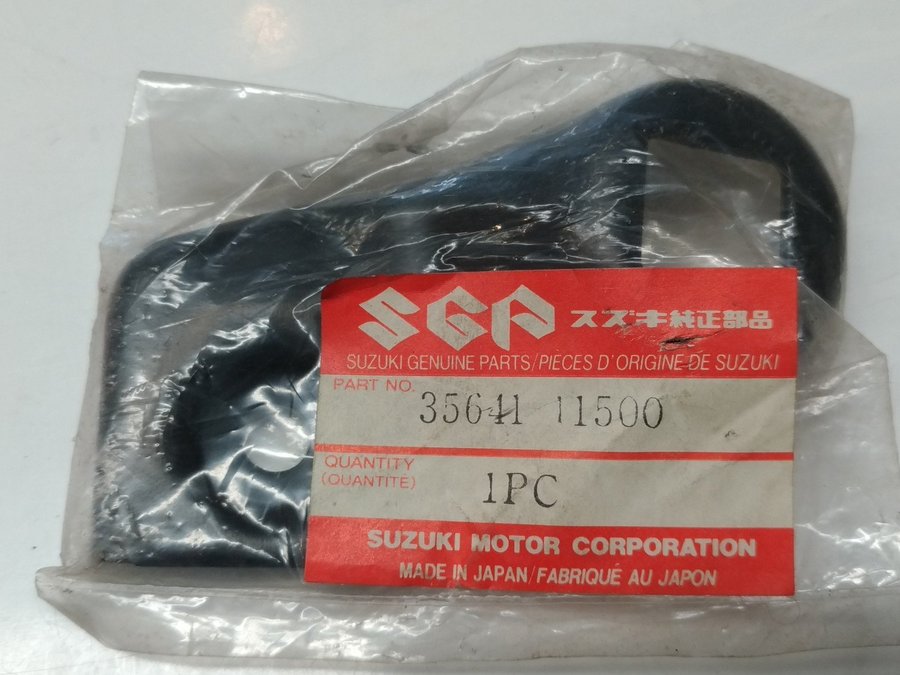 SGP スズキ純正部品
SUZUKI GENUINE PARTS/PIECES D'ORIGINE DE SUZUKI
PART NO.
35641 11500
QUANTITY
(QUANTITE)
1PC
SUZUKI MOTOR CORPORATION
MADE IN JAPAN/FABRIQUÉ AU JAPON